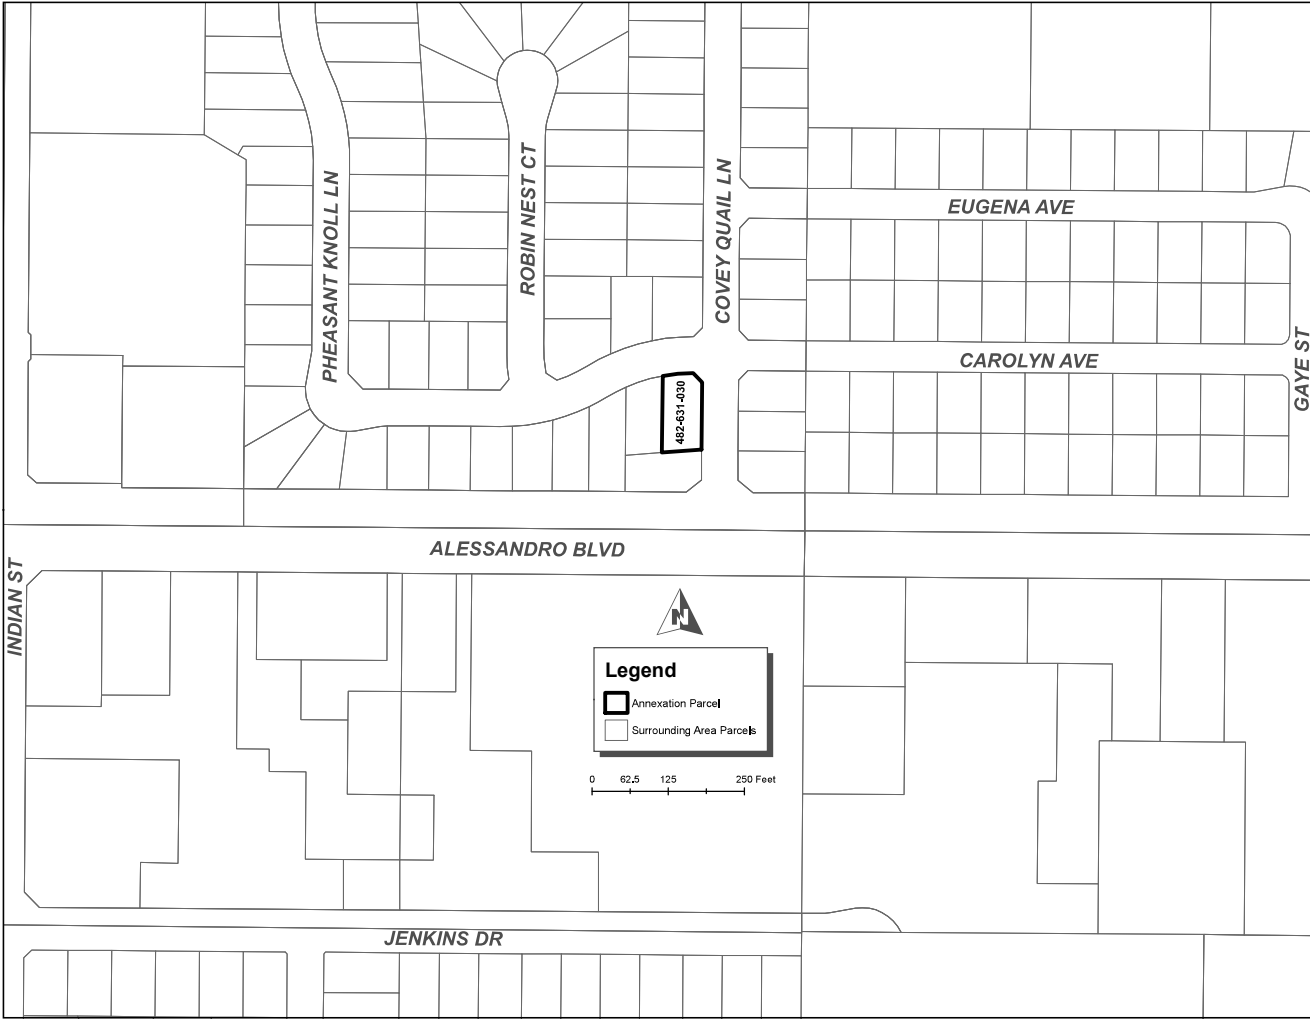 PHEASANT KNOLL LN
ROBIN NEST CT
COVEY QUAIL LN
EUGENA AVE
CAROLYN AVE
GAYE ST
482-631-030
ALESSANDRO BLVD
INDIAN ST
N
Legend
Annexation Parcel
Surrounding Area Parcels
0 62.5 125 250 Feet
JENKINS DR